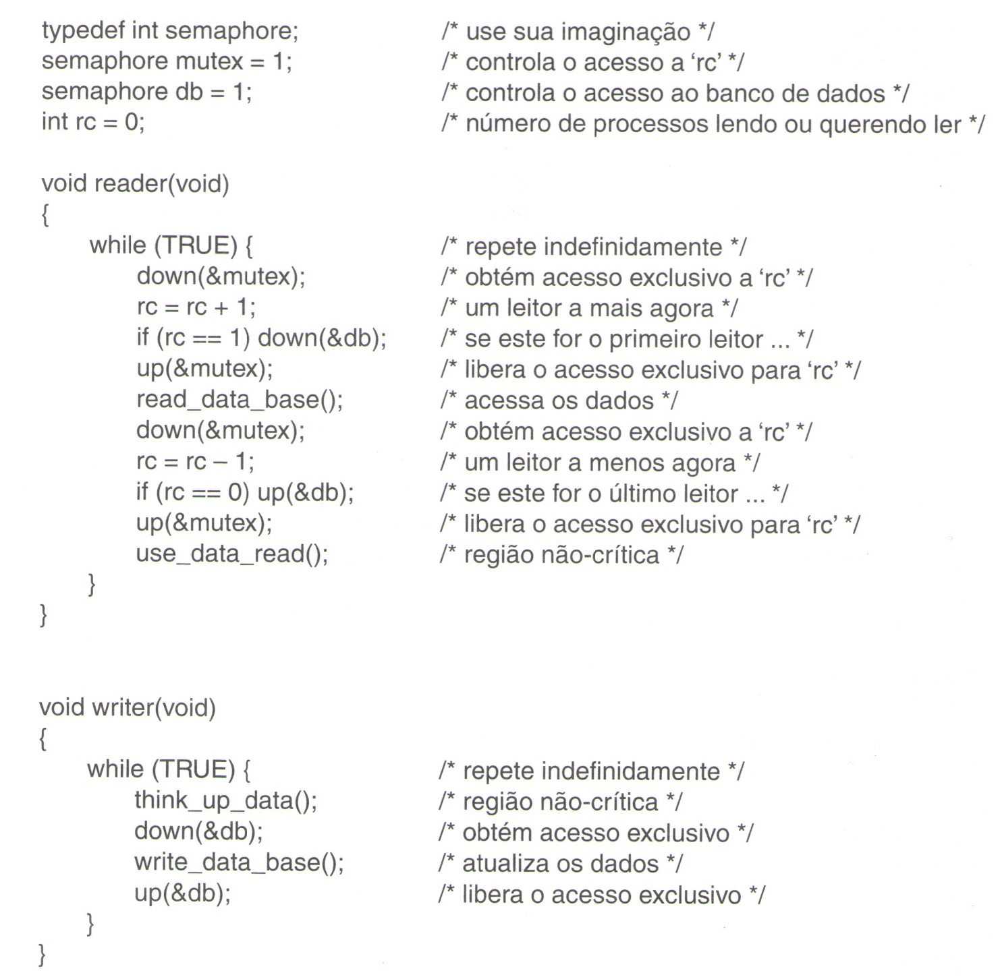 typedef int semaphore; /* use sua imaginação */
semaphore mutex = 1; /* controla o acesso a ‘rc’ */
semaphore db = 1; /* controla o acesso ao banco de dados */
int rc = 0; /* número de processos lendo ou querendo ler */
void reader(void)
{
while (TRUE) { /* repete indefinidamente */
down(&mutex); /* obtém acesso exclusivo a ‘rc’ */
rc = rc + 1; /* um leitor a mais agora */
if (rc == 1) down(&db); /* se este for o primeiro leitor ... */
up(&mutex); /* libera o acesso exclusivo para ‘rc’ */
read_data_base(); /* acessa os dados */
down(&mutex); /* obtém acesso exclusivo a ‘rc’ */
rc = rc – 1; /* um leitor a menos agora */
if (rc == 0) up(&db); /* se este for o último leitor ... */
up(&mutex); /* libera o acesso exclusivo para ‘rc’ */
use_data_read(); /* região não-crítica */
}
}
void writer(void)
{
while (TRUE) { /* repete indefinidamente */
think_up_data(); /* região não-crítica */
down(&db); /* obtém acesso exclusivo */
write_data_base(); /* atualiza os dados */
up(&db); /* libera o acesso exclusivo */
}
}